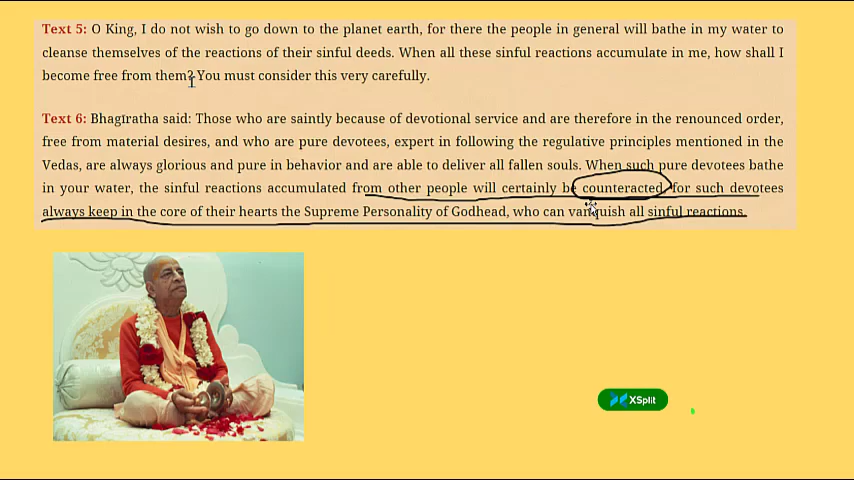 Text 5: O King, I do not wish to go down to the planet earth, for there the people in general will bathe in my water to
cleanse themselves of the reactions of their sinful deeds. When all these sinful reactions accumulate in me, how shall I
become free from them? You must consider this very carefully.
Text 6: Bhagīratha said: Those who are saintly because of devotional service and are therefore in the renounced order,
free from material desires, and who are pure devotees, expert in following the regulative principles mentioned in the
Vedas, are always glorious and pure in behavior and are able to deliver all fallen souls. When such pure devotees bathe
in your water, the sinful reactions accumulated from other people will certainly be counteracted, for such devotees
always keep in the core of their hearts the Supreme Personality of Godhead, who can vanquish all sinful reactions.
XSplit